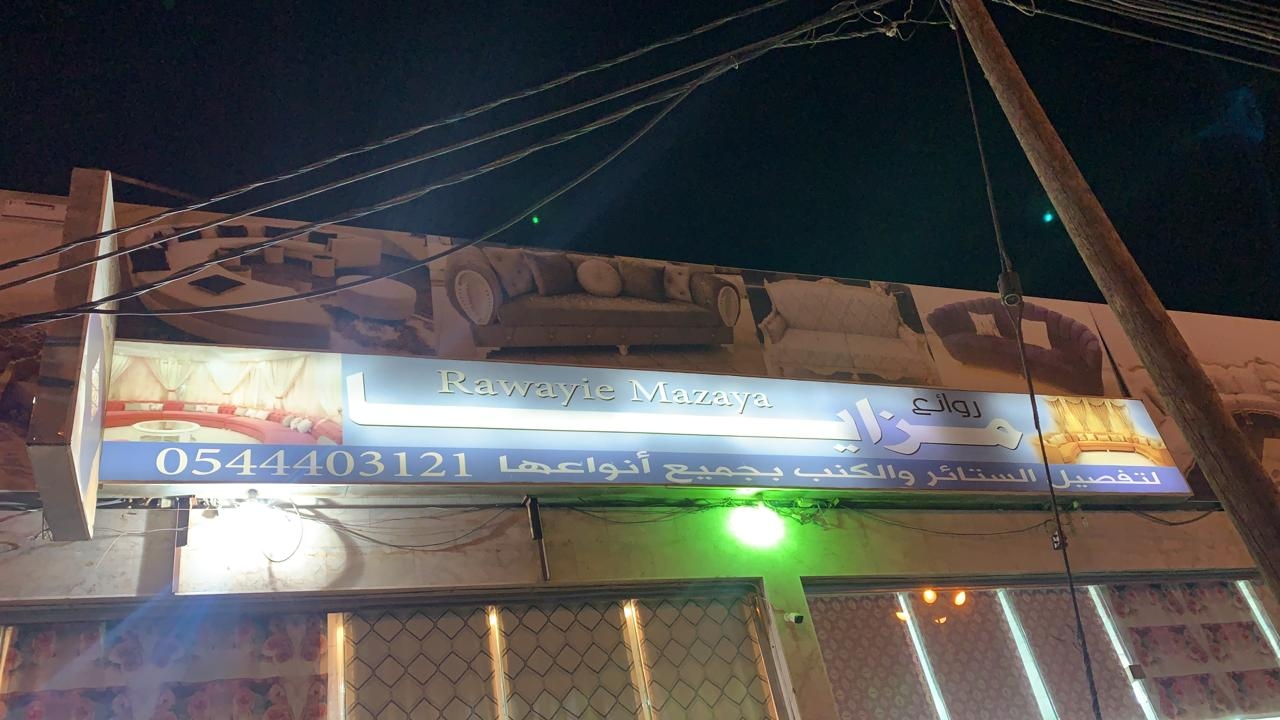 Rawayie Mazaya
روائع
مزايا
لتفصيل الستائر والكنب بجميع أنواعها 0544403121